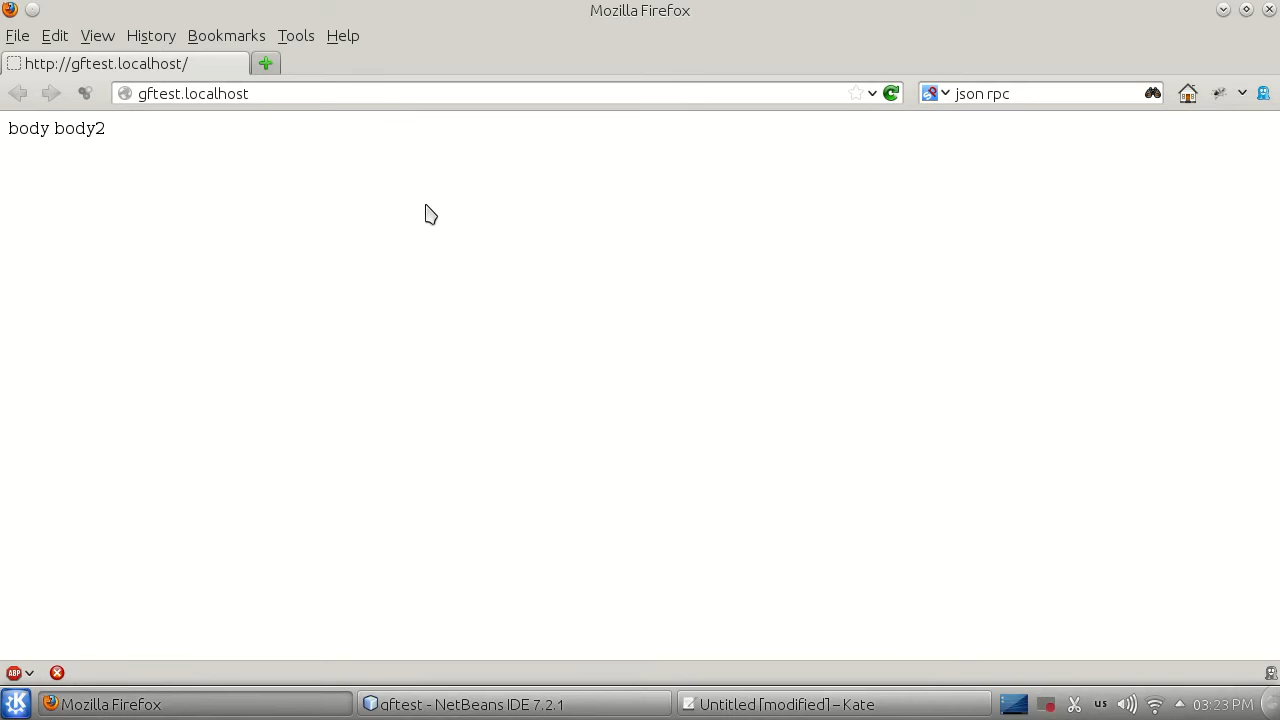 Mozilla Firefox
File Edit View History Bookmarks Tools Help
http://gftest.localhost/
gftest.localhost json rpc
body body2
ABP
Mozilla Firefox gftest - NetBeans IDE 7.2.1 Untitled [modified] – Kate us 03:23 PM